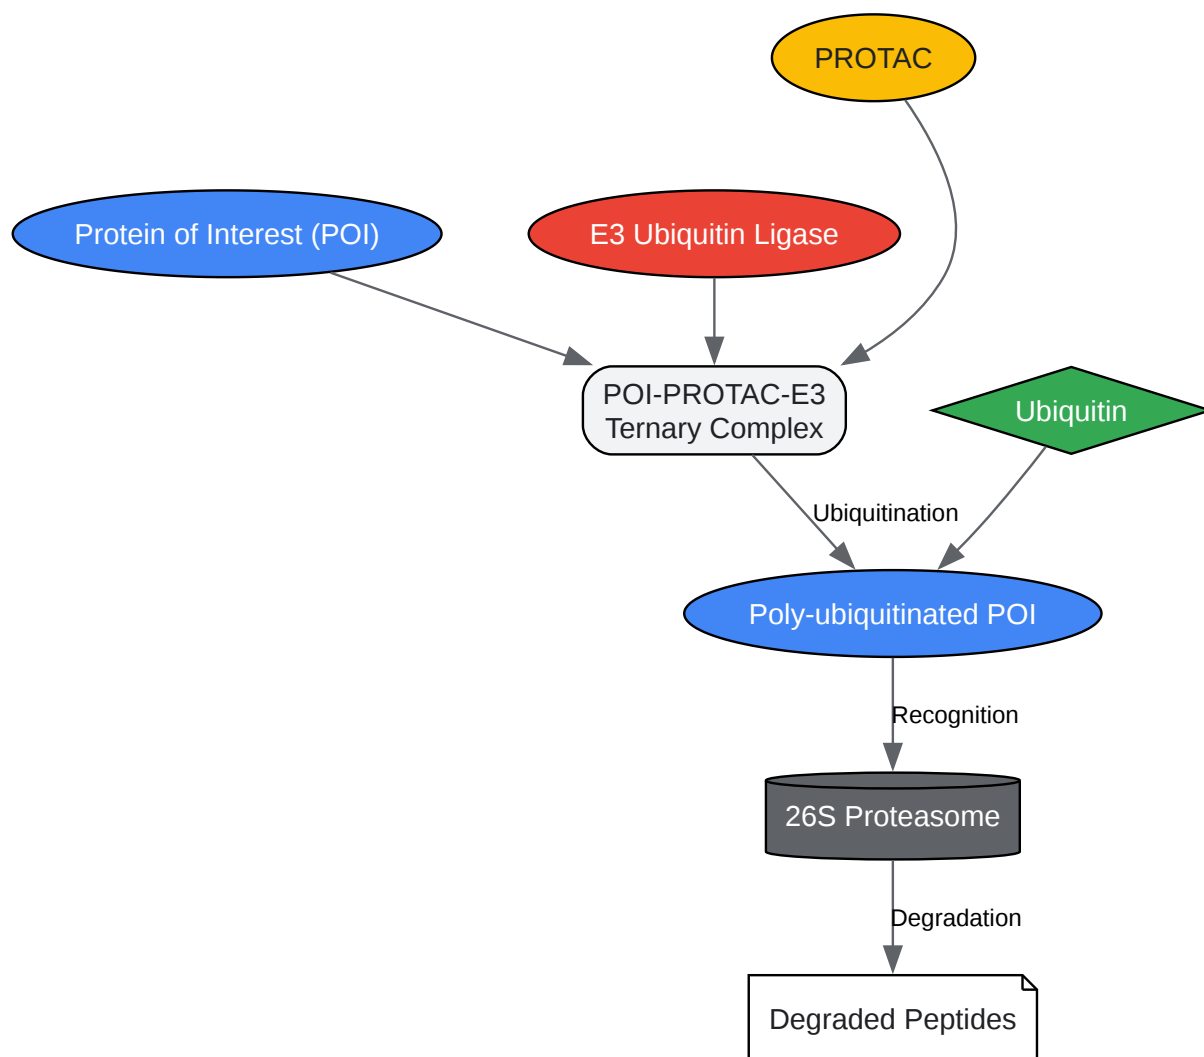 PROTAC
Protein of Interest (POI)
E3 Ubiquitin Ligase
POI-PROTAC-E3
Ternary Complex
Ubiquitin
Ubiquitination
Poly-ubiquitinated POI
Recognition
26S Proteasome
Degradation
Degraded Peptides